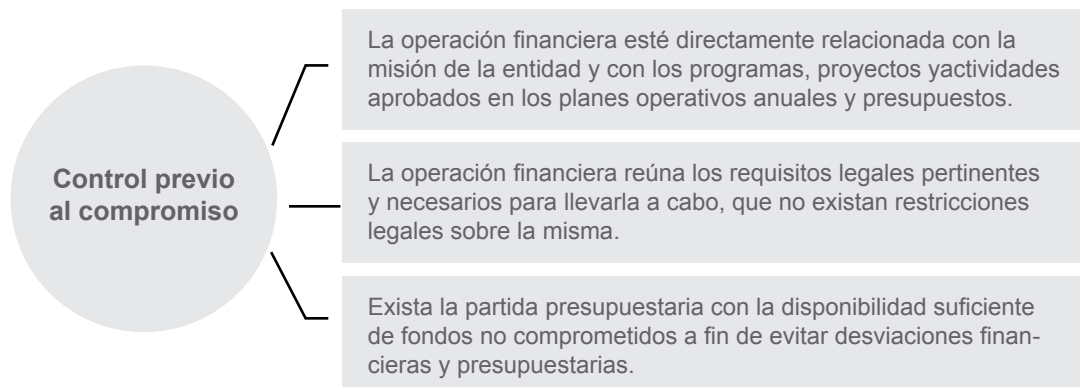 Control previo
al compromiso
La operación financiera esté directamente relacionada con la
misión de la entidad y con los programas, proyectos yactividades
aprobados en los planes operativos anuales y presupuestos.
La operación financiera reúna los requisitos legales pertinentes
y necesarios para llevarla a cabo, que no existan restricciones
legales sobre la misma.
Exista la partida presupuestaria con la disponibilidad suficiente
de fondos no comprometidos a fin de evitar desviaciones finan-
cieras y presupuestarias.